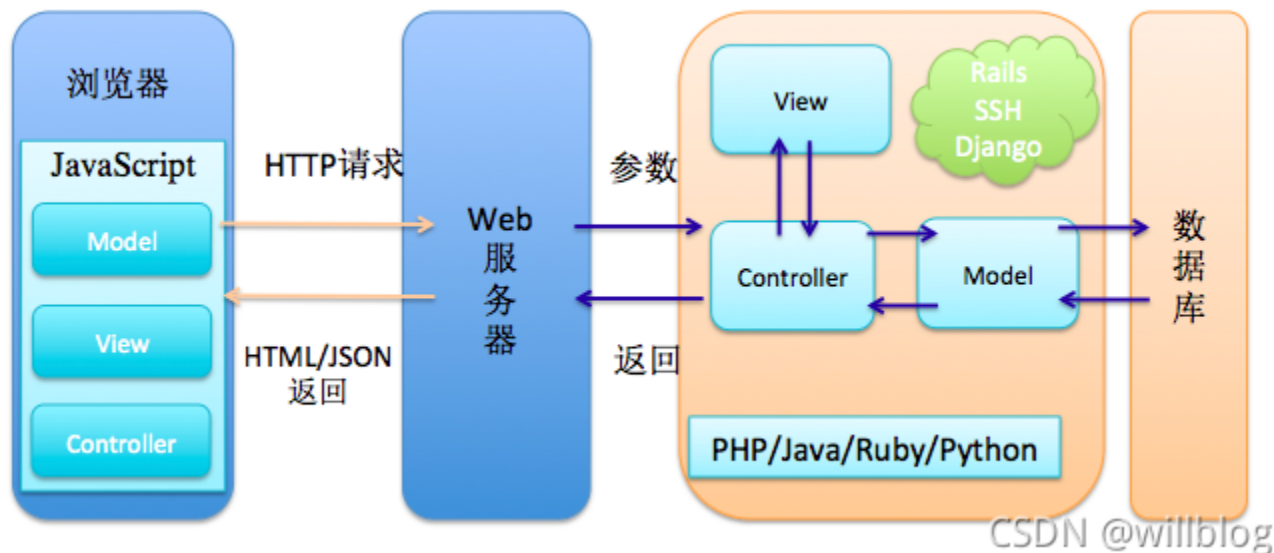 浏览器
JavaScript
Model
View
Controller
HTTP请求
HTML/JSON
返回
Web
服
务
器
参数
返回
View
Rails
SSH
Django
Controller
Model
PHP/Java/Ruby/Python
数
据
库
CSDN @willblog